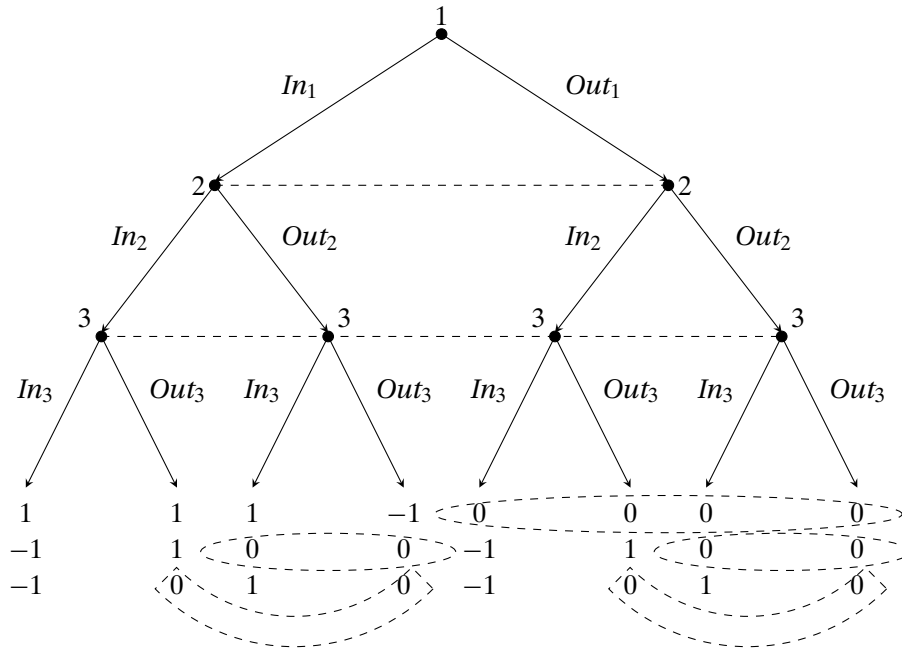 1
In₁ Out₁
2 2
In₂ Out₂ In₂ Out₂
3 3 3 3
In₃ Out₃ In₃ Out₃ In₃ Out₃ In₃ Out₃
1 1 1 −1 0 0 0 0
−1 1 0 0 −1 1 0 0
−1 0 1 0 −1 0 1 0